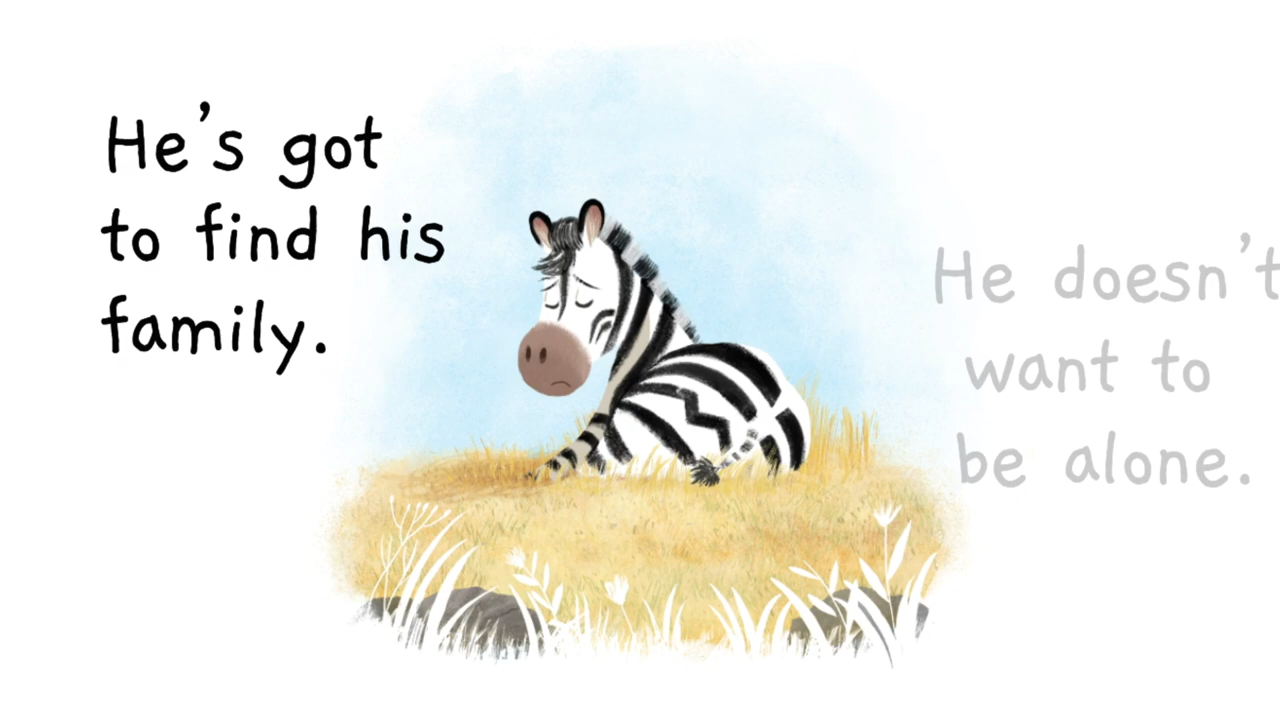 He's got
to find his
family.
He doesn't
want to
be alone.